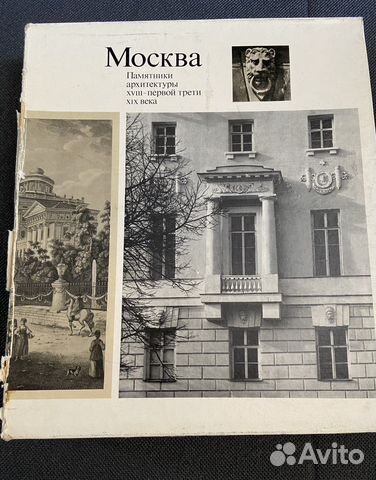 Москва
Памятники
архитектуры
XVIII–первой трети
XIX века
Avito